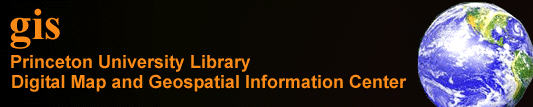 gis
Princeton University Library
Digital Map and Geospatial Information Center